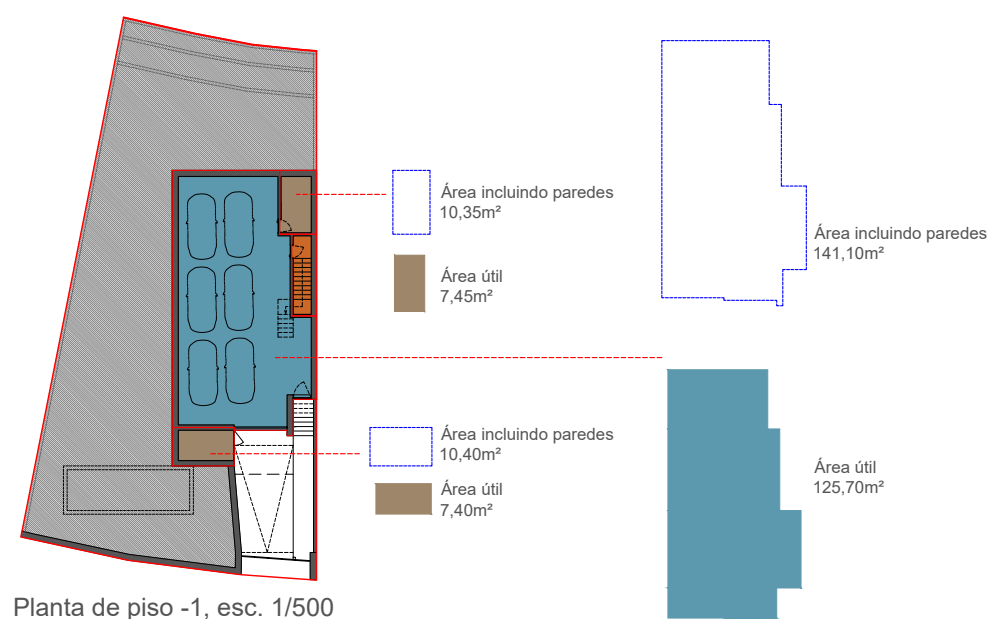 Área incluindo paredes
10,35m²
Área útil
7,45m²
Área incluindo paredes
141,10m²
Área incluindo paredes
10,40m²
Área útil
7,40m²
Área útil
125,70m²
Planta de piso -1, esc. 1/500